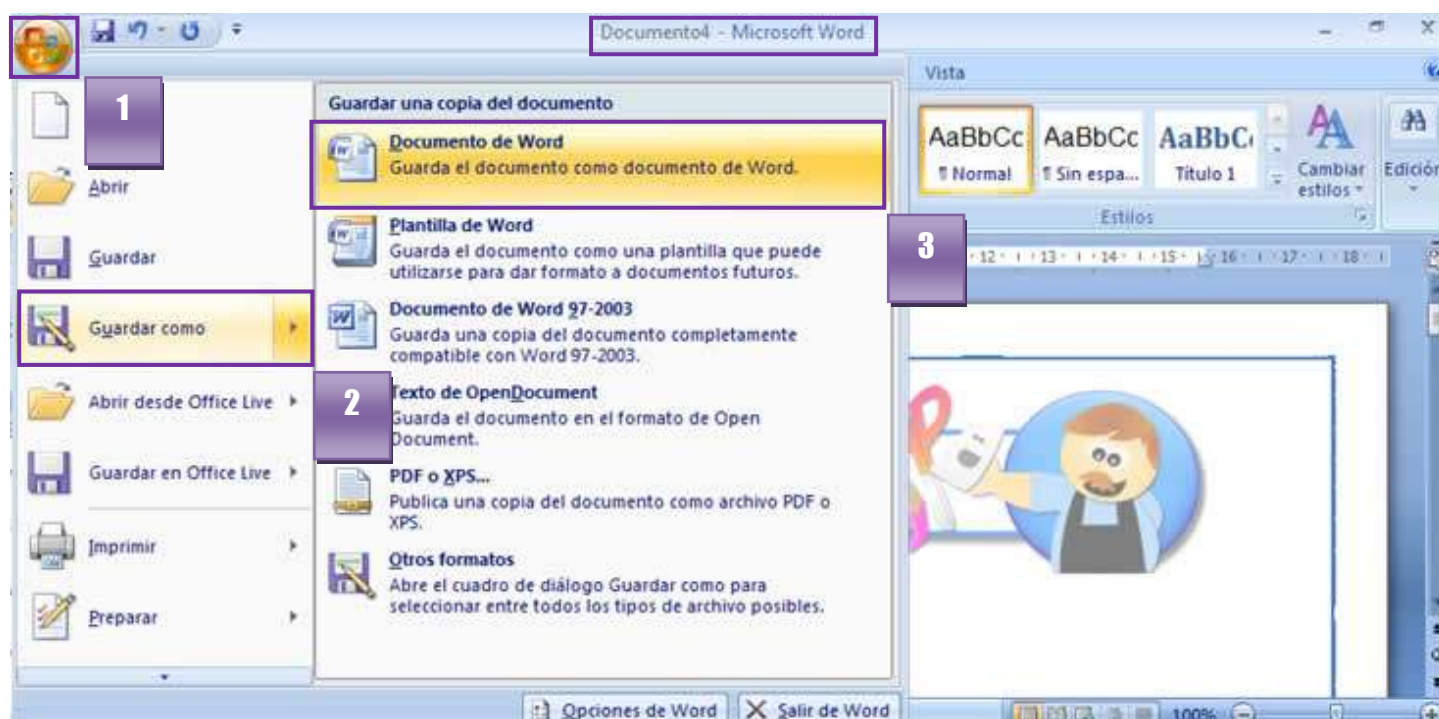 Documento4 - Microsoft Word
1
Abrir
Guardar
Guardar como
2
Abrir desde Office Live
Guardar en Office Live
Imprimir
Preparar
Guardar una copia del documento
Documento de Word
Guarda el documento como documento de Word.
3
Plantilla de Word
Guarda el documento como una plantilla que puede
utilizarse para dar formato a documentos futuros.
Documento de Word 97-2003
Guarda una copia del documento completamente
compatible con Word 97-2003.
Texto de OpenDocument
Guarda el documento en el formato de Open
Document.
PDF o XPS...
Publica una copia del documento como archivo PDF o
XPS.
Otros formatos
Abre el cuadro de diálogo Guardar como para
seleccionar entre todos los tipos de archivo posibles.
Opciones de Word
Salir de Word
Vista
AaBbCc AaBbCc AaBbC
¶ Normal ¶ Sin espa... Título 1
Cambiar
estilos
Edición
Estilos
12 13 14 15 16 17 18
100%